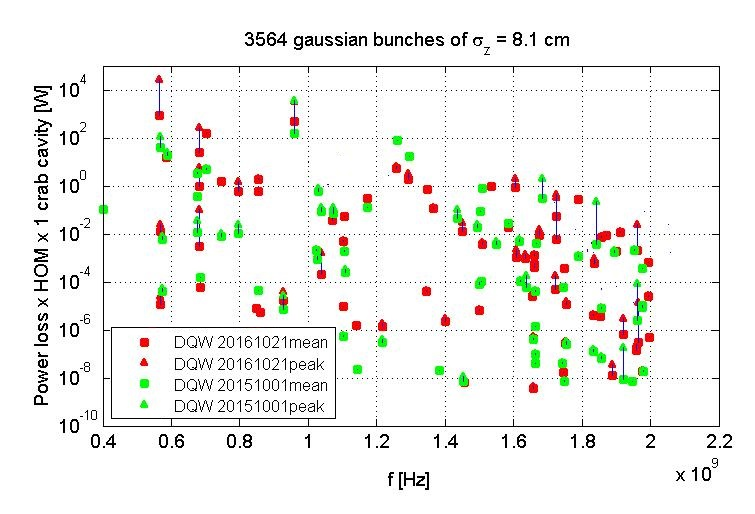 3564 gaussian bunches of σz = 8.1 cm
Power loss x HOM x 1 crab cavity [W]
10^4
10^2
10^0
10^-2
10^-4
10^-6
10^-8
10^-10
DQW 20161021mean
DQW 20161021peak
DQW 20151001mean
DQW 20151001peak
0.4 0.6 0.8 1 1.2 1.4 1.6 1.8 2 2.2
x 10^9
f [Hz]